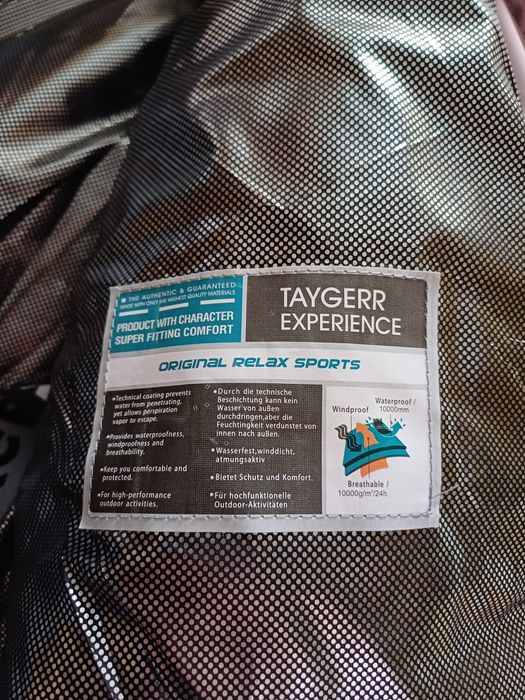 THE AUTHENTIC & GUARANTEED
MADE WITH ONLY THE HIGHEST QUALITY MATERIALS
PRODUCT WITH CHARACTER
SUPER FITTING COMFORT
TAYGERR
EXPERIENCE
ORIGINAL RELAX SPORTS
•Technical coating prevents
water from penetrating,
yet allows perspiration
vapor to escape.
•Provides waterproofness,
windproofness and
breathability.
•Keep you comfortable and
protected.
•For high-performance
outdoor activities.
•Durch die technische
Beschichtung kann kein
Wasser von außen
durchdringen,aber die
Feuchtigkeit verdunstet von
innen nach außen.
•Wasserfest,winddicht,
atmungsaktiv
•Bietet Schutz und Komfort.
•Für hochfunktionelle
Outdoor-Aktivitäten
Waterproof /
10000mm
Windproof
Breathable /
10000g/m²/24h